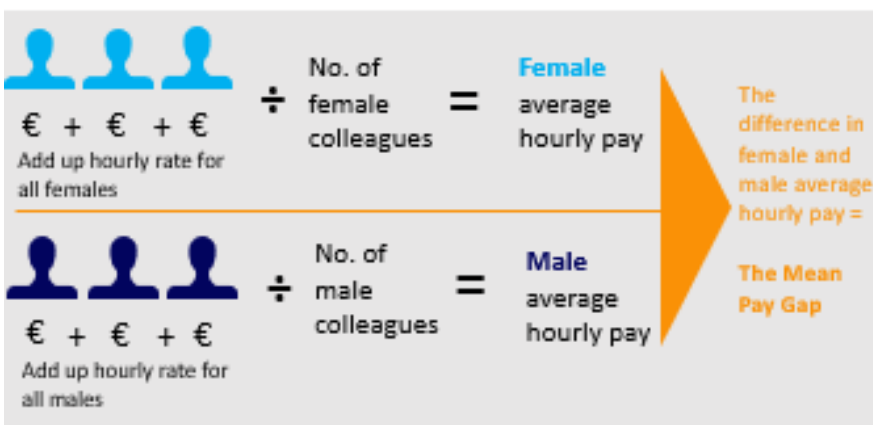 € + € + €
Add up hourly rate for
all females
÷
No. of
female
colleagues
=
Female
average
hourly pay
€ + € + €
Add up hourly rate for
all males
÷
No. of
male
colleagues
=
Male
average
hourly pay
The
difference in
female and
male average
hourly pay =
The Mean
Pay Gap